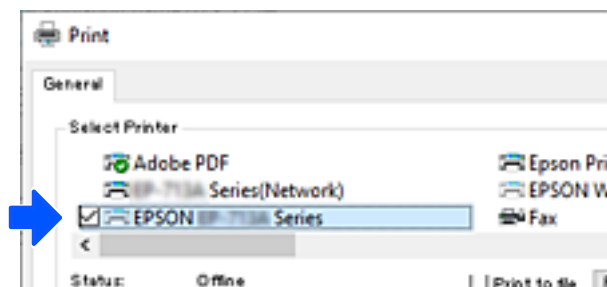 Print
General
Select Printer
Adobe PDF
Epson Pri
Series(Network)
EPSON W
EPSON Series
Fax
Status: Offline
Print to file